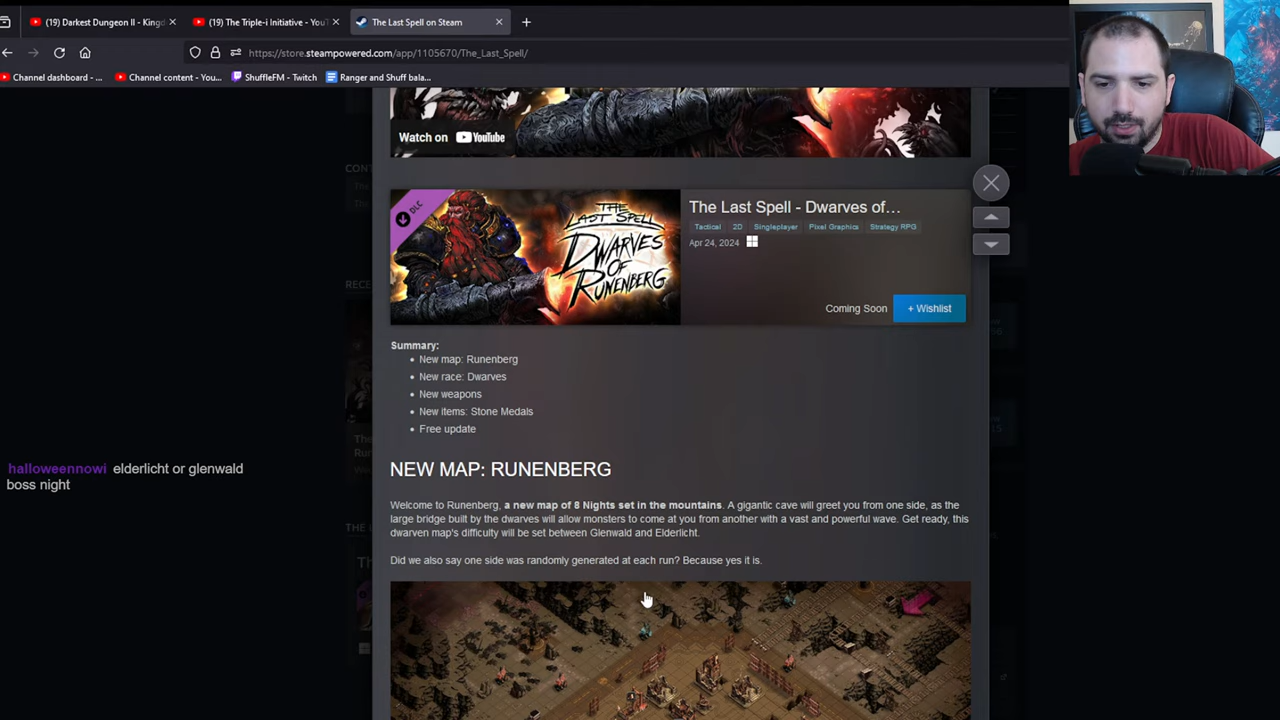 (19) Darkest Dungeon II - Kingd
(19) The Triple-i Initiative - YouT
The Last Spell on Steam
https://store.steampowered.com/app/1105670/The_Last_Spell/
Channel dashboard - ...
Channel content - You...
ShuffleFM - Twitch
Ranger and Shuff bala...
Watch on YouTube
CONT
DLC
THE LAST SPELL
DWARVES OF RUNENBERG
The Last Spell - Dwarves of...
Tactical 2D Singleplayer Pixel Graphics Strategy RPG
Apr 24, 2024
Coming Soon
+ Wishlist
RECE
Summary:
New map: Runenberg
New race: Dwarves
New weapons
New items: Stone Medals
Free update
The
Ru
halloweennowi elderlicht or glenwald
boss night
NEW MAP: RUNENBERG
Welcome to Runenberg, a new map of 8 Nights set in the mountains. A gigantic cave will greet you from one side, as the
large bridge built by the dwarves will allow monsters to come at you from another with a vast and powerful wave. Get ready, this
dwarven map's difficulty will be set between Glenwald and Elderlicht.
THE L
Did we also say one side was randomly generated at each run? Because yes it is.
Th